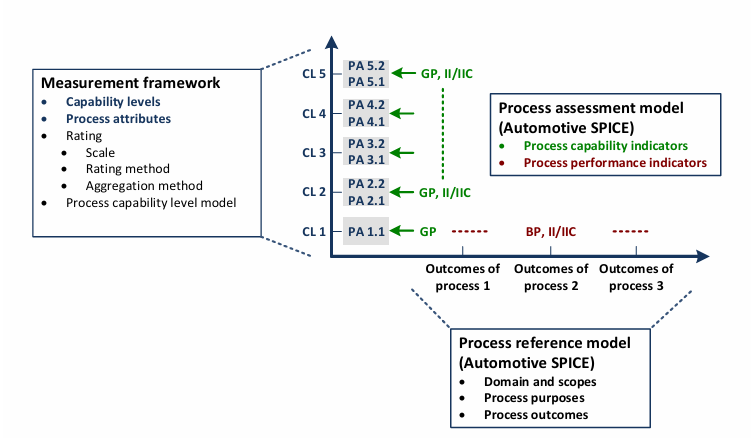 Measurement framework
• Capability levels
• Process attributes
• Rating
• Scale
• Rating method
• Aggregation method
• Process capability level model
CL 5
PA 5.2
PA 5.1
GP, II/IIC
CL 4
PA 4.2
PA 4.1
CL 3
PA 3.2
PA 3.1
CL 2
PA 2.2
PA 2.1
GP, II/IIC
CL 1
PA 1.1
GP
BP, II/IIC
Process assessment model
(Automotive SPICE)
• Process capability indicators
• Process performance indicators
Outcomes of
process 1
Outcomes of
process 2
Outcomes of
process 3
Process reference model
(Automotive SPICE)
• Domain and scopes
• Process purposes
• Process outcomes